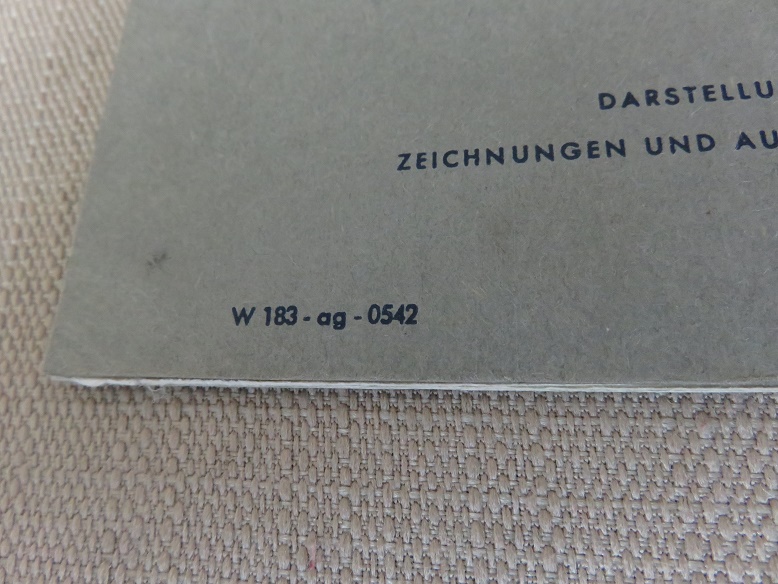 DARSTELLU
ZEICHNUNGEN UND AU
W 183 - ag - 0542